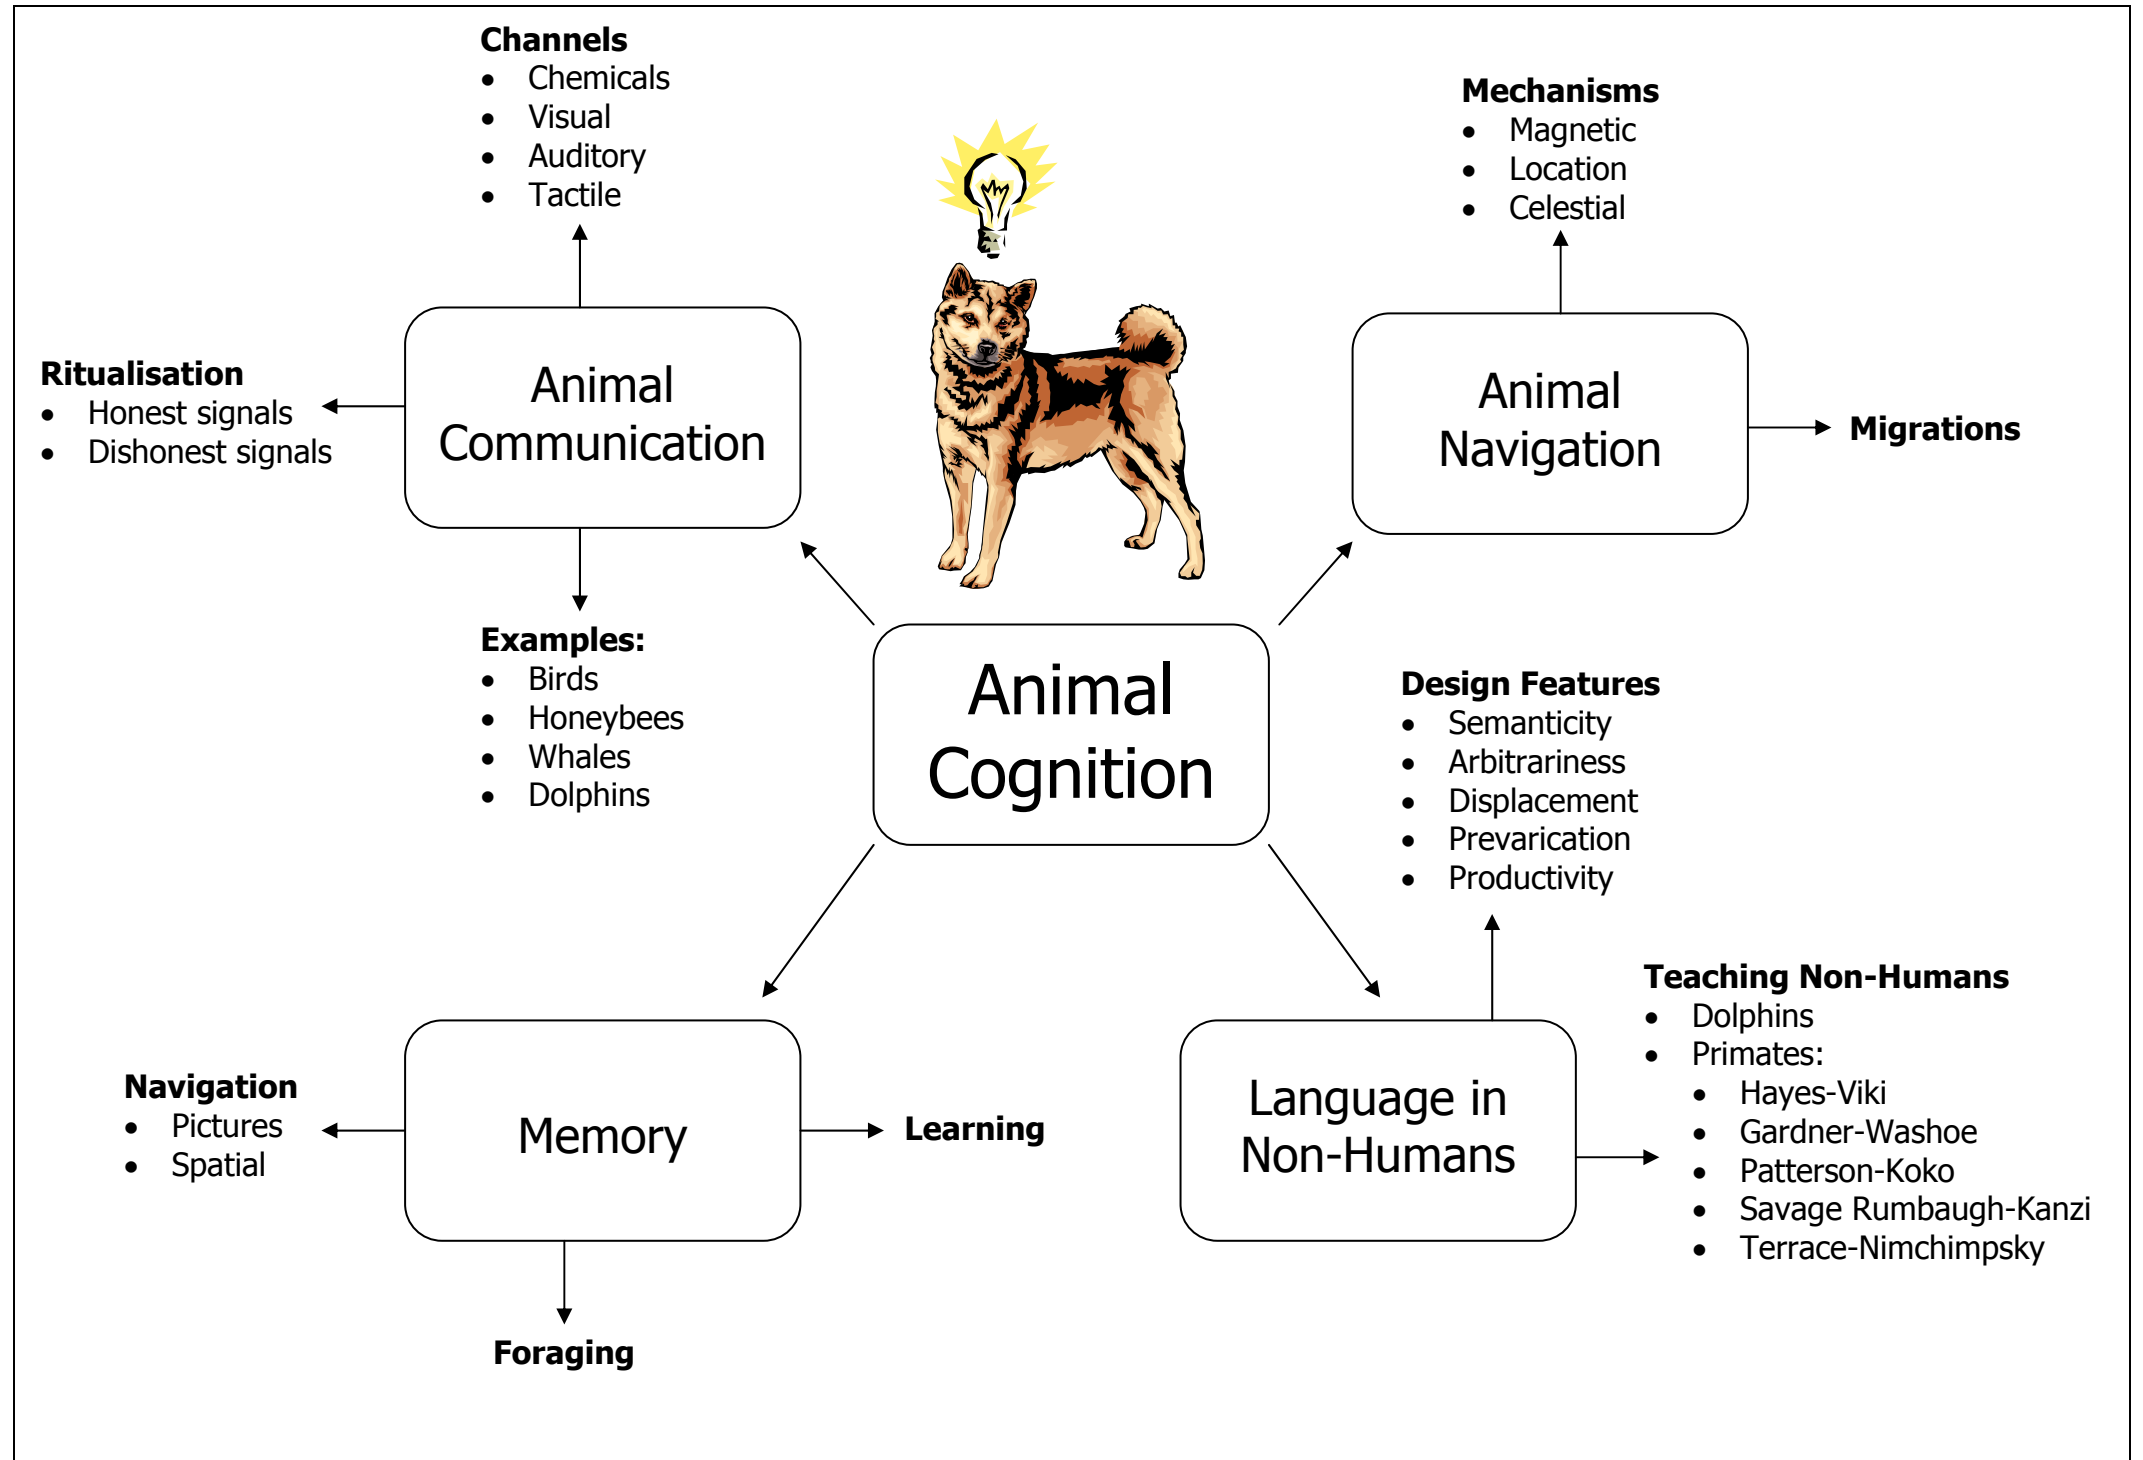 Channels
• Chemicals
• Visual
• Auditory
• Tactile
Mechanisms
• Magnetic
• Location
• Celestial
Ritualisation
• Honest signals
• Dishonest signals
Animal
Communication
Animal
Navigation
Migrations
Examples:
• Birds
• Honeybees
• Whales
• Dolphins
Animal
Cognition
Design Features
• Semanticity
• Arbitrariness
• Displacement
• Prevarication
• Productivity
Navigation
• Pictures
• Spatial
Memory
Learning
Foraging
Language in
Non-Humans
Teaching Non-Humans
• Dolphins
• Primates:
• Hayes-Viki
• Gardner-Washoe
• Patterson-Koko
• Savage Rumbaugh-Kanzi
• Terrace-Nimchimpsky